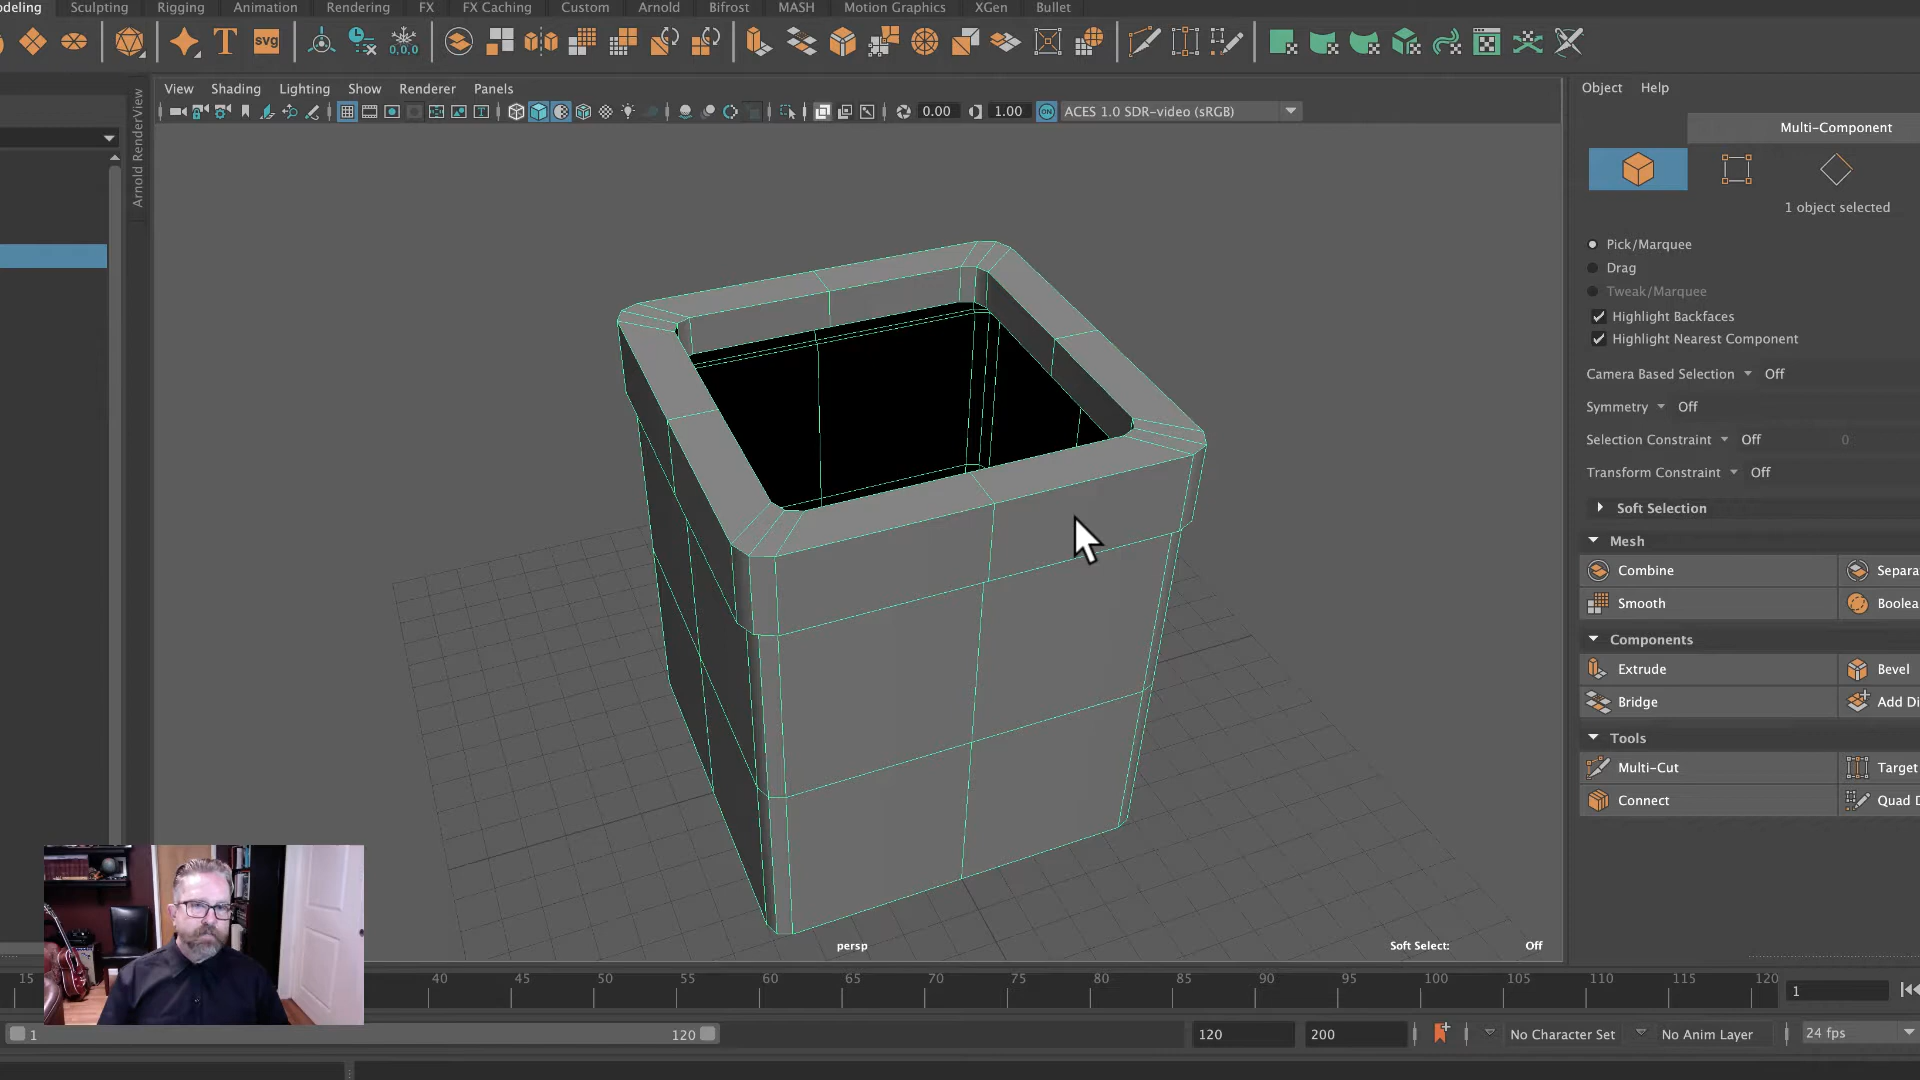 deling Sculpting Rigging Animation Rendering FX FX Caching Custom Arnold Bifrost MASH Motion Graphics XGen Bullet
svg
0,0,0
View Shading Lighting Show Renderer Panels
0.00 1.00 ON ACES 1.0 SDR-video (sRGB)
Arnold RenderView
Object Help
Multi-Component
1 object selected
Pick/Marquee
Drag
Tweak/Marquee
Highlight Backfaces
Highlight Nearest Component
Camera Based Selection Off
Symmetry Off
Selection Constraint Off 0
Transform Constraint Off
Soft Selection
Mesh
Combine Separa
Smooth Boolea
Components
Extrude Bevel
Bridge Add Di
Tools
Multi-Cut Target
Connect Quad D
persp
Soft Select: Off
15 40 45 50 55 60 65 70 75 80 85 90 95 100 105 110 115 120
1
1 120 120 200 No Character Set No Anim Layer 24 fps